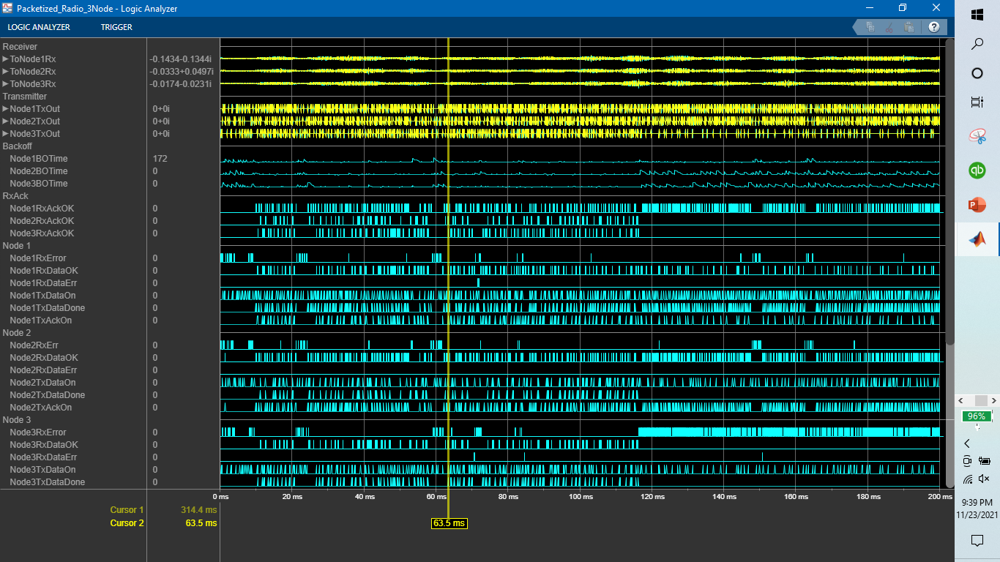 Packetized_Radio_3Node - Logic Analyzer
LOGIC ANALYZER TRIGGER
?
Receiver
ToNode1Rx -0.1434-0.1344i
ToNode2Rx -0.0333+0.0497i
ToNode3Rx -0.0174-0.0231i
Transmitter
Node1TxOut 0+0i
Node2TxOut 0+0i
Node3TxOut 0+0i
Backoff
Node1BOTime 172
Node2BOTime 0
Node3BOTime 0
RxAck
Node1RxAckOK 0
Node2RxAckOK 0
Node3RxAckOK 0
Node 1
Node1RxError 0
Node1RxDataOK 0
Node1RxDataErr 0
Node1TxDataOn 0
Node1TxDataDone 0
Node1TxAckOn 0
Node 2
Node2RxErr 0
Node2RxDataOK 0
Node2RxDataErr 0
Node2TxDataOn 0
Node2TxDataDone 0
Node2TxAckOn 0
Node 3
Node3RxError 0
Node3RxDataOK 0
Node3RxDataErr 0
Node3TxDataOn 0
Node3TxDataDone 0
0 ms 20 ms 40 ms 60 ms 80 ms 100 ms 120 ms 140 ms 160 ms 180 ms 200 ms
Cursor 1 314.4 ms
Cursor 2 63.5 ms 63.5 ms
qb
P
96%
9:39 PM
11/23/2021